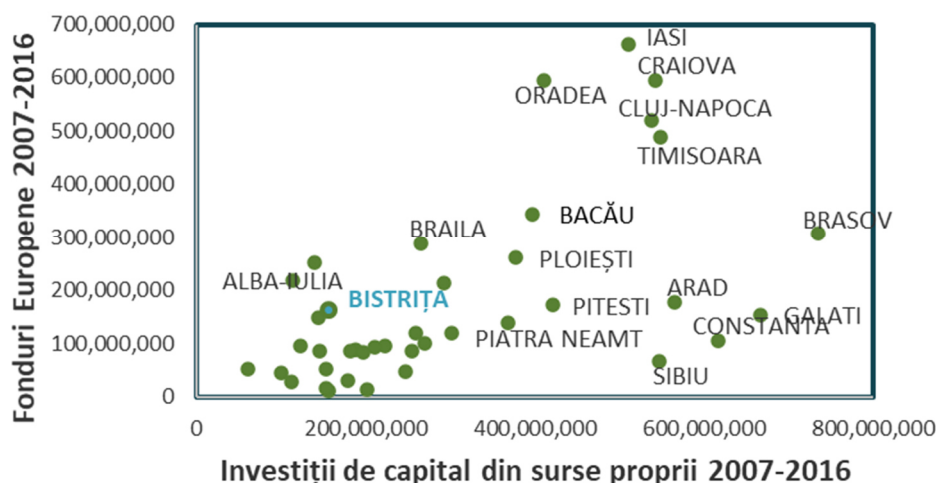 Fonduri Europene 2007-2016
700,000,000
600,000,000
500,000,000
400,000,000
300,000,000
200,000,000
100,000,000
0
IASI
CRAIOVA
ORADEA
CLUJ-NAPOCA
TIMISOARA
BACĂU
BRAILA
BRASOV
PLOIEȘTI
ALBA-IULIA
BISTRIȚA
ARAD
PITESTI
GALATI
CONSTANTA
PIATRA NEAMT
SIBIU
0
200,000,000
400,000,000
600,000,000
800,000,000
Investiții de capital din surse proprii 2007-2016